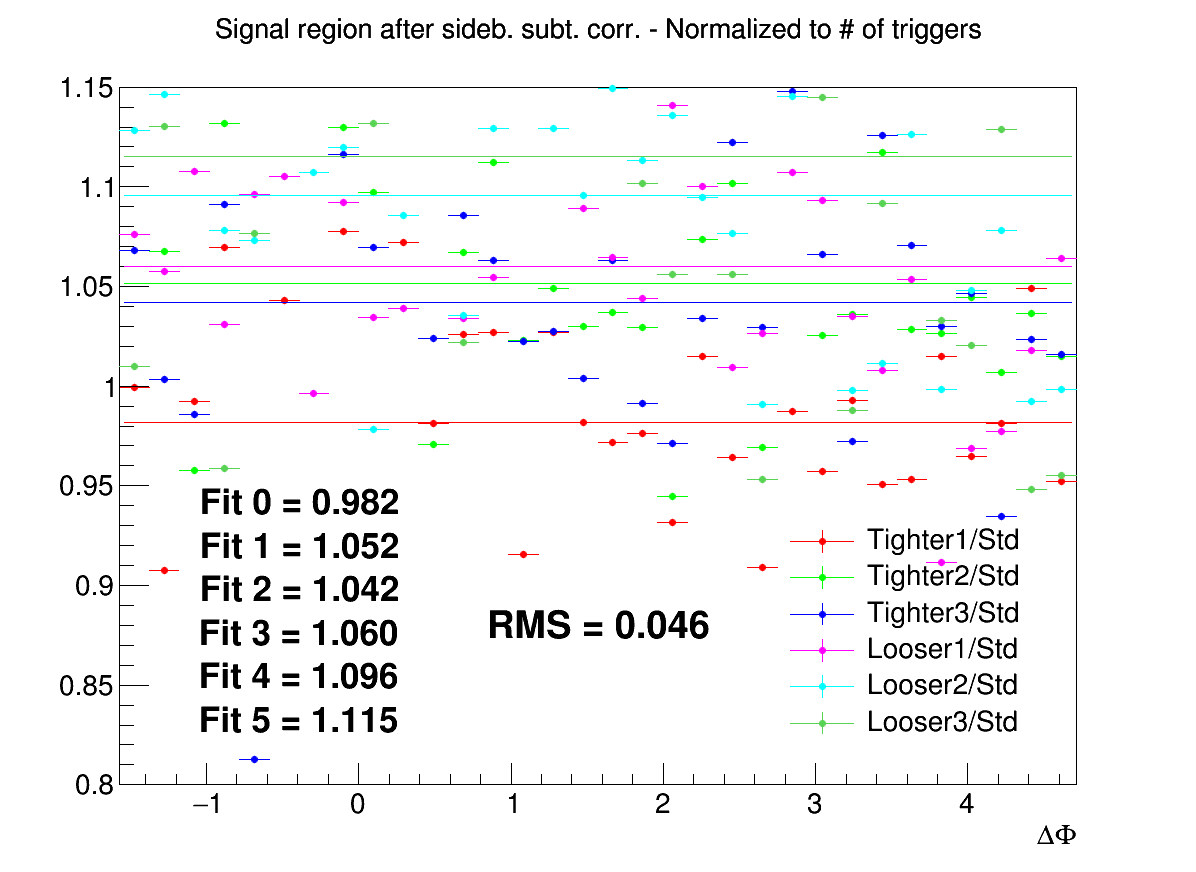 Signal region after sideb. subt. corr. - Normalized to # of triggers
1.15
1.1
1.05
1
0.95
0.9
0.85
0.8
Fit 0 = 0.982
Fit 1 = 1.052
Fit 2 = 1.042
Fit 3 = 1.060
Fit 4 = 1.096
Fit 5 = 1.115
RMS = 0.046
Tighter1/Std
Tighter2/Std
Tighter3/Std
Looser1/Std
Looser2/Std
Looser3/Std
−1 0 1 2 3 4
ΔΦ